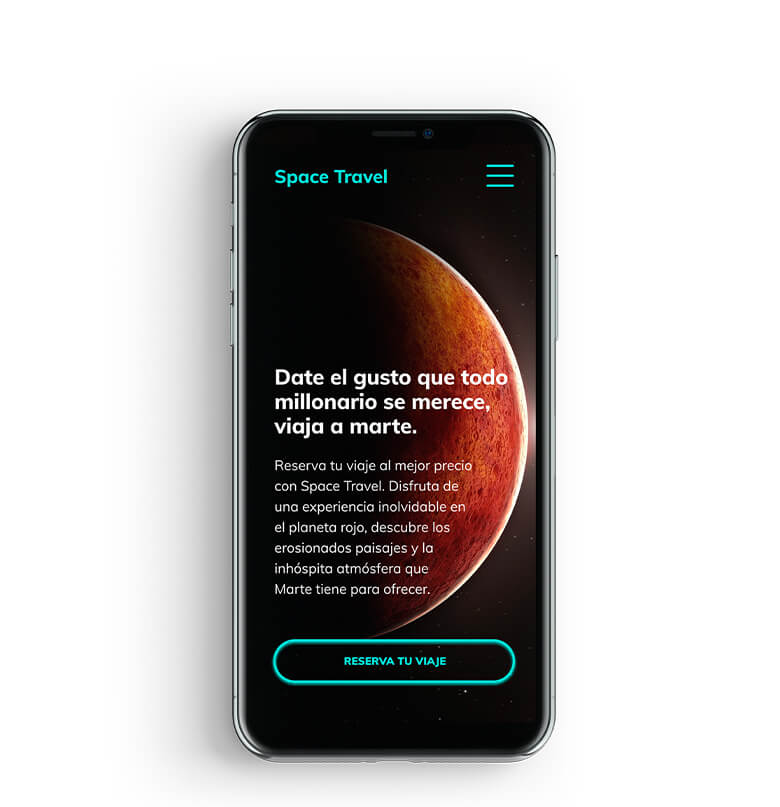 Space Travel
Date el gusto que todo
millonario se merece,
viaja a marte.
Reserva tu viaje al mejor precio
con Space Travel. Disfruta de
una experiencia inolvidable en
el planeta rojo, descubre los
erosionados paisajes y la
inhóspita atmósfera que
Marte tiene para ofrecer.
RESERVA TU VIAJE